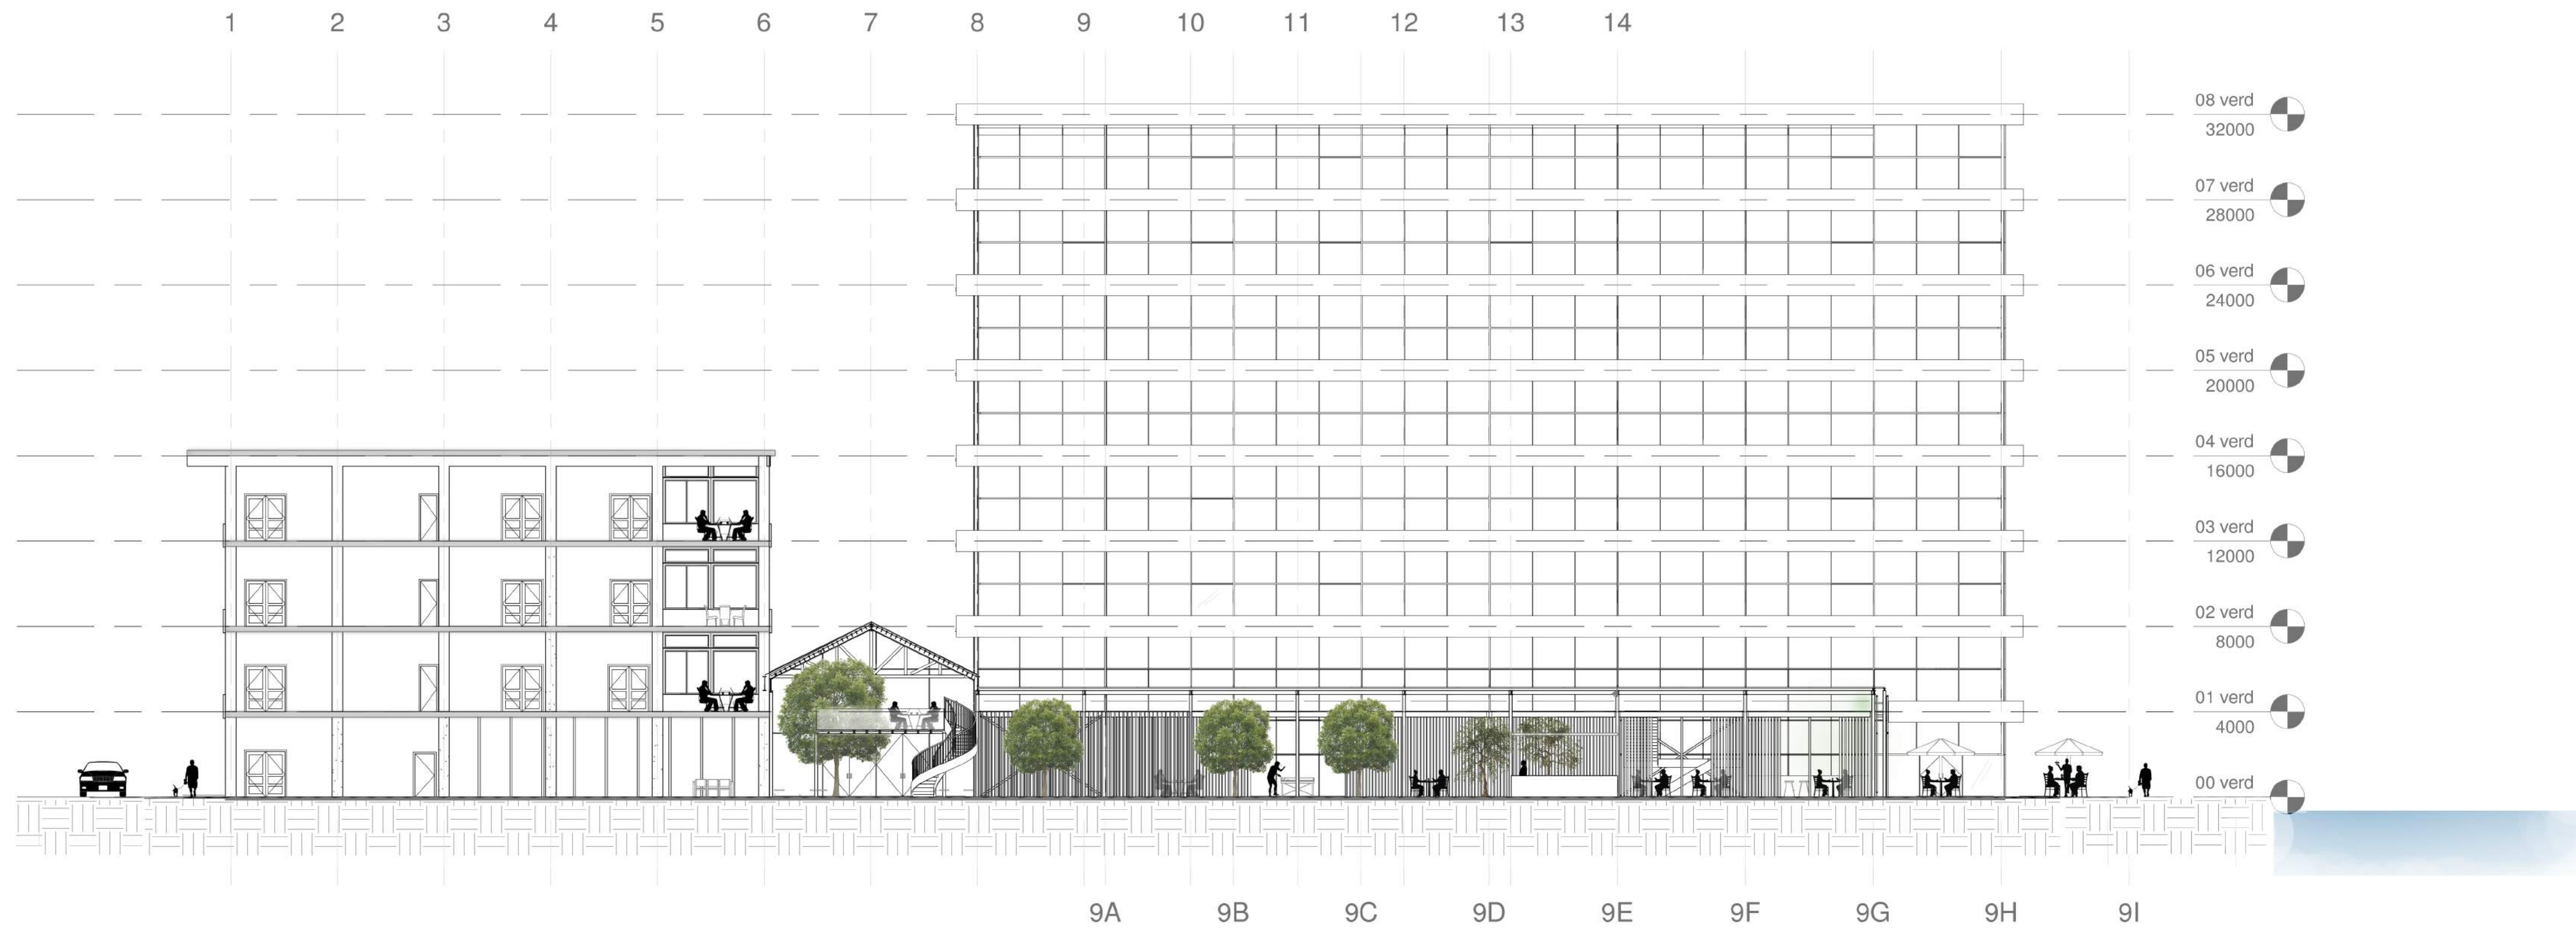 1 2 3 4 5 6 7 8 9 10 11 12 13 14
08 verd
32000
07 verd
28000
06 verd
24000
05 verd
20000
04 verd
16000
03 verd
12000
02 verd
8000
01 verd
4000
00 verd
9A 9B 9C 9D 9E 9F 9G 9H 9I